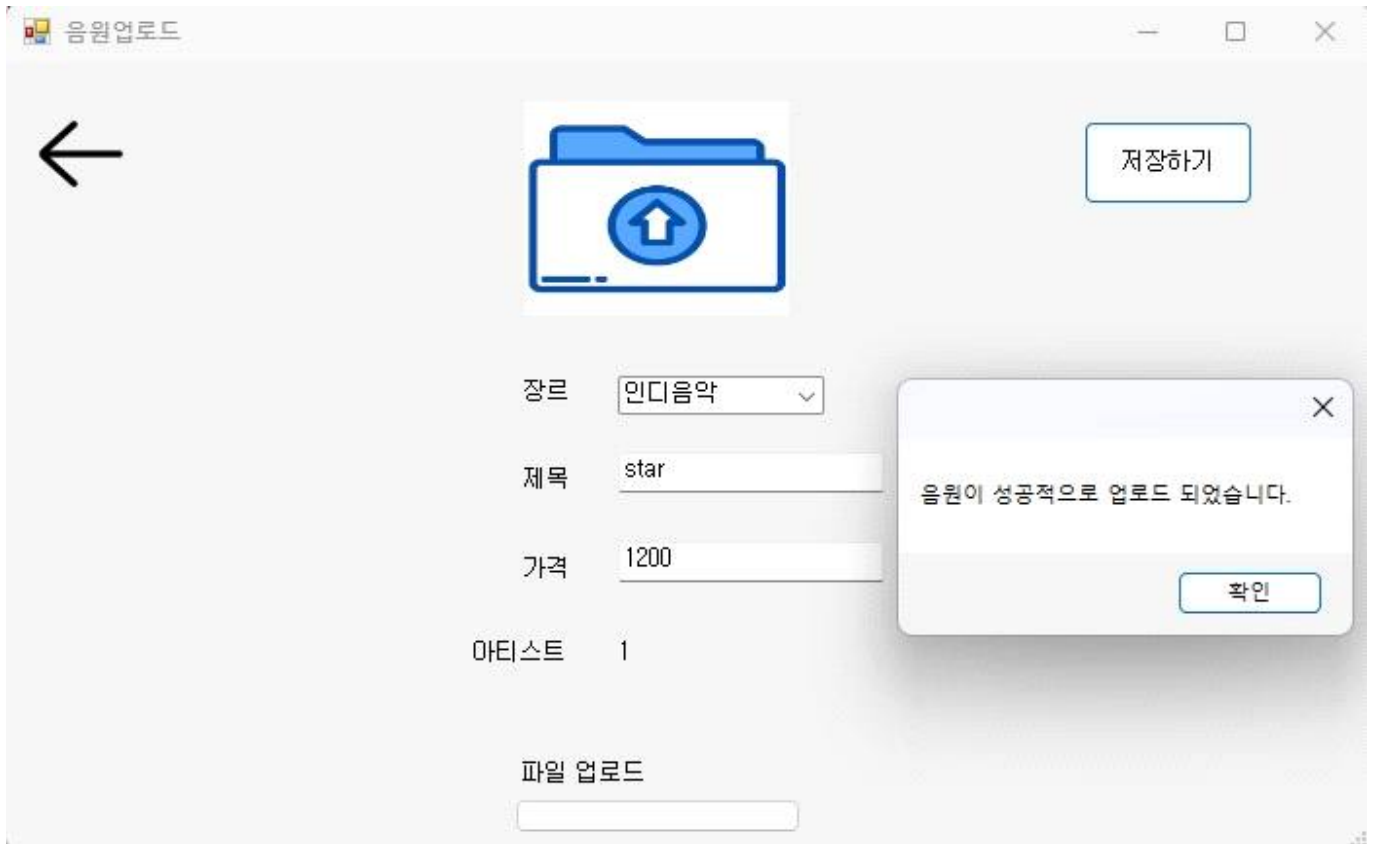 음원업로드
저장하기
장르 인디음악
제목 star
가격 1200
음원이 성공적으로 업로드 되었습니다.
확인
아티스트 1
파일 업로드